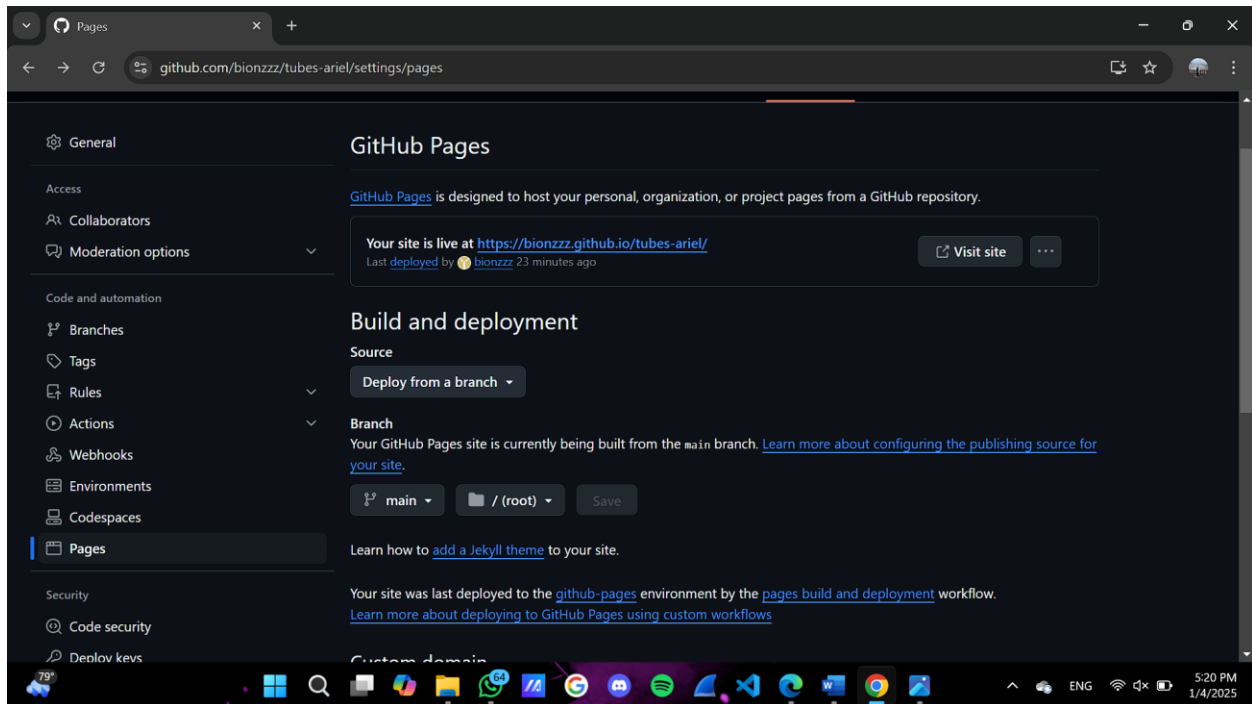 Pages
github.com/bionzzz/tubes-ariel/settings/pages
General
Access
Collaborators
Moderation options
Code and automation
Branches
Tags
Rules
Actions
Webhooks
Environments
Codespaces
Pages
Security
Code security
Deploy keys
GitHub Pages
GitHub Pages is designed to host your personal, organization, or project pages from a GitHub repository.
Your site is live at https://bionzzz.github.io/tubes-ariel/
Last deployed by bionzzz 23 minutes ago
Visit site
Build and deployment
Source
Deploy from a branch
Branch
Your GitHub Pages site is currently being built from the main branch. Learn more about configuring the publishing source for
your site.
main
/ (root)
Save
Learn how to add a Jekyll theme to your site.
Your site was last deployed to the github-pages environment by the pages build and deployment workflow.
Learn more about deploying to GitHub Pages using custom workflows
Custom domain
79°
64
ENG
5:20 PM
1/4/2025